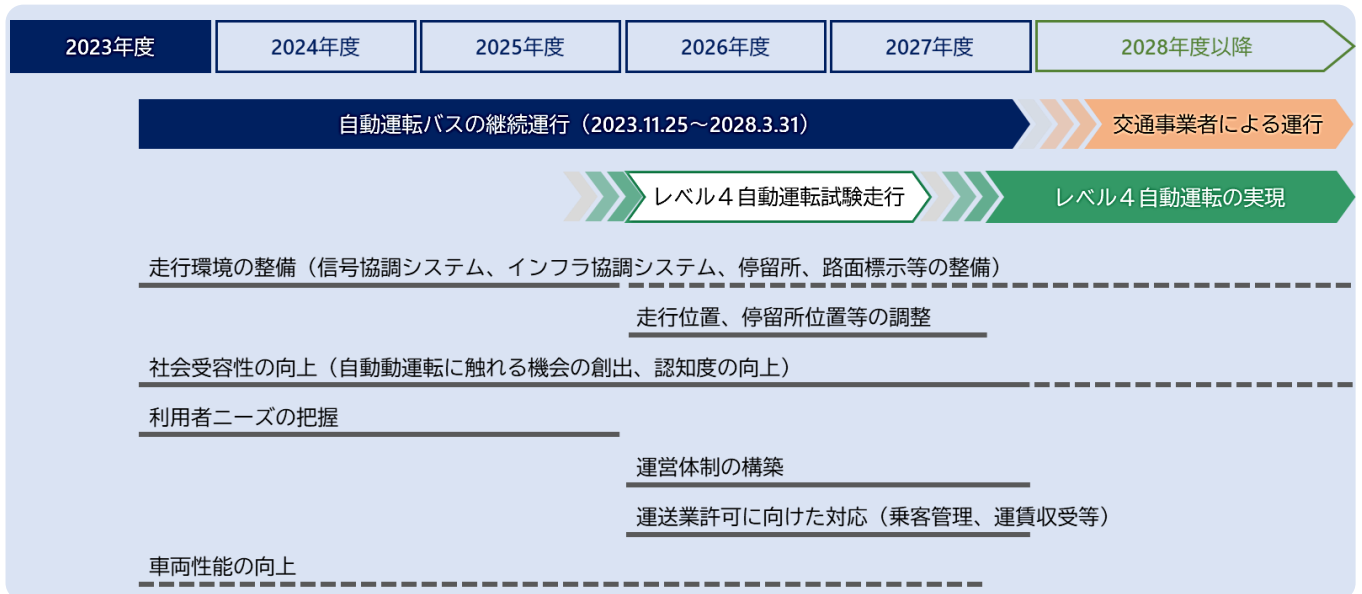 2023年度
2024年度
2025年度
2026年度
2027年度
2028年度以降
自動運転バスの継続運行（2023.11.25～2028.3.31）
交通事業者による運行
レベル４自動運転試験走行
レベル４自動運転の実現
走行環境の整備（信号協調システム、インフラ協調システム、停留所、路面標示等の整備）
走行位置、停留所位置等の調整
社会受容性の向上（自動動運転に触れる機会の創出、認知度の向上）
利用者ニーズの把握
運営体制の構築
運送業許可に向けた対応（乗客管理、運賃収受等）
車両性能の向上